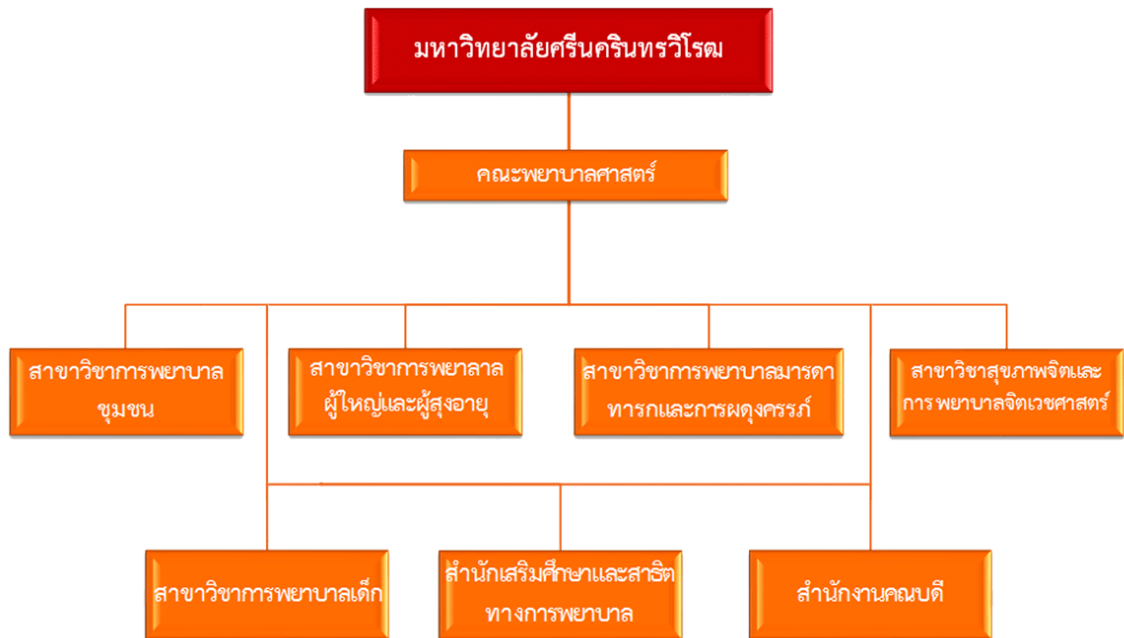 มหาวิทยาลัยศรีนครินทรวิโรฒ
คณะพยาบาลศาสตร์
สาขาวิชาการพยาบาล
ชุมชน
สาขาวิชาการพยาลาล
ผู้ใหญ่และผู้สูงอายุ
สาขาวิชาการพยาบาลมารดา
ทารกและการผดุงครรภ์
สาขาวิชาสุขภาพจิตและ
การพยาบาลจิตเวชศาสตร์
สาขาวิชาการพยาบาลเด็ก
สำนักเสริมศึกษาและสาธิต
ทางการพยาบาล
สำนักงานคณบดี